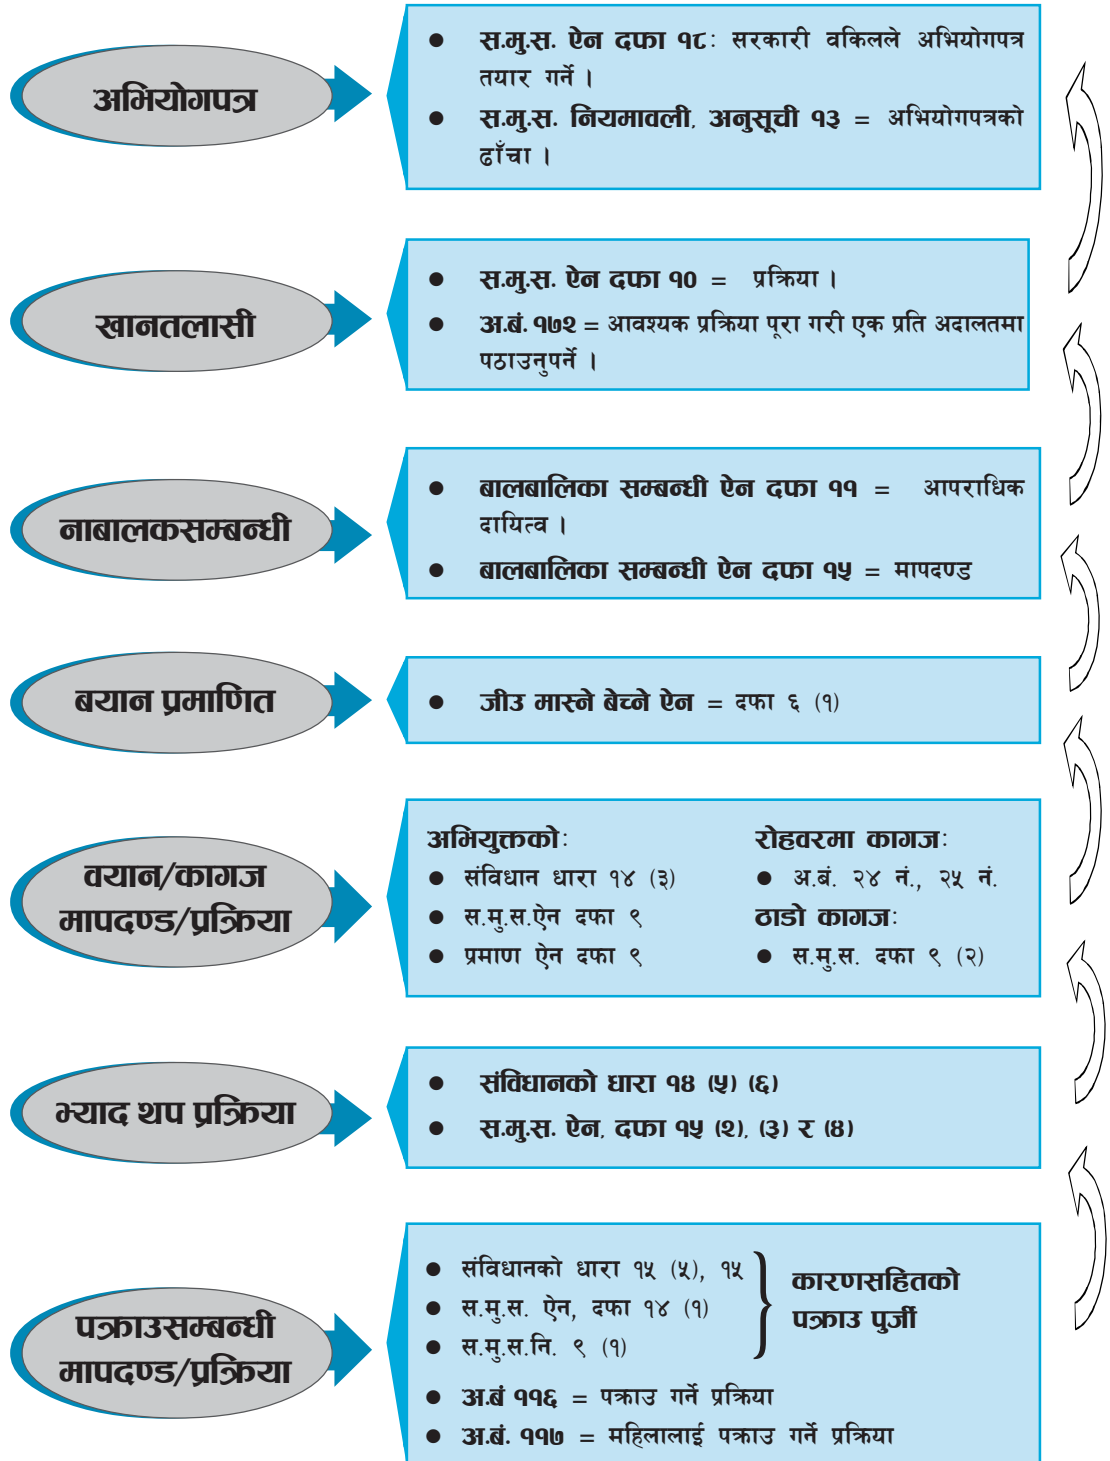 अभियोगपत्र
● स.मु.स. ऐन दफा १८ः सरकारी वकिलले अभियोगपत्र
तयार गर्ने ।
● स.मु.स. नियमावली, अनुसूची १३ = अभियोगपत्रको
ढाँचा ।
खानतलासी
● स.मु.स. ऐन दफा १० = प्रक्रिया ।
● अ.बं. १७२ = आवश्यक प्रक्रिया पूरा गरी एक प्रति अदालतमा
पठाउनुपर्ने ।
नाबालकसम्बन्धी
● बालबालिका सम्बन्धी ऐन दफा ११ = आपराधिक
दायित्व ।
● बालबालिका सम्बन्धी ऐन दफा १५ = मापदण्ड
बयान प्रमाणित
● जीउ मास्ने बेच्ने ऐन = दफा ६ (१)
वयान/कागज
मापदण्ड/प्रक्रिया
अभियुक्तकोः
● संविधान धारा १४ (३)
● स.मु.स.ऐन दफा ९
● प्रमाण ऐन दफा ९
रोहवरमा कागजः
● अ.बं. २४ नं., २५ नं.
ठाडो कागजः
● स.मु.स. दफा ९ (२)
भ्याद थप प्रक्रिया
● संविधानको धारा १४ (५) (६)
● स.मु.स. ऐन, दफा १५ (२), (३) र (४)
पक्राउसम्बन्धी
मापदण्ड/प्रक्रिया
● संविधानको धारा १५ (५), १५
● स.मु.स. ऐन, दफा १४ (१)
● स.मु.स.नि. ९ (१)
कारणसहितको
पक्राउ पुर्जी
● अ.बं ११६ = पक्राउ गर्ने प्रक्रिया
● अ.बं. ११७ = महिलालाई पक्राउ गर्ने प्रक्रिया